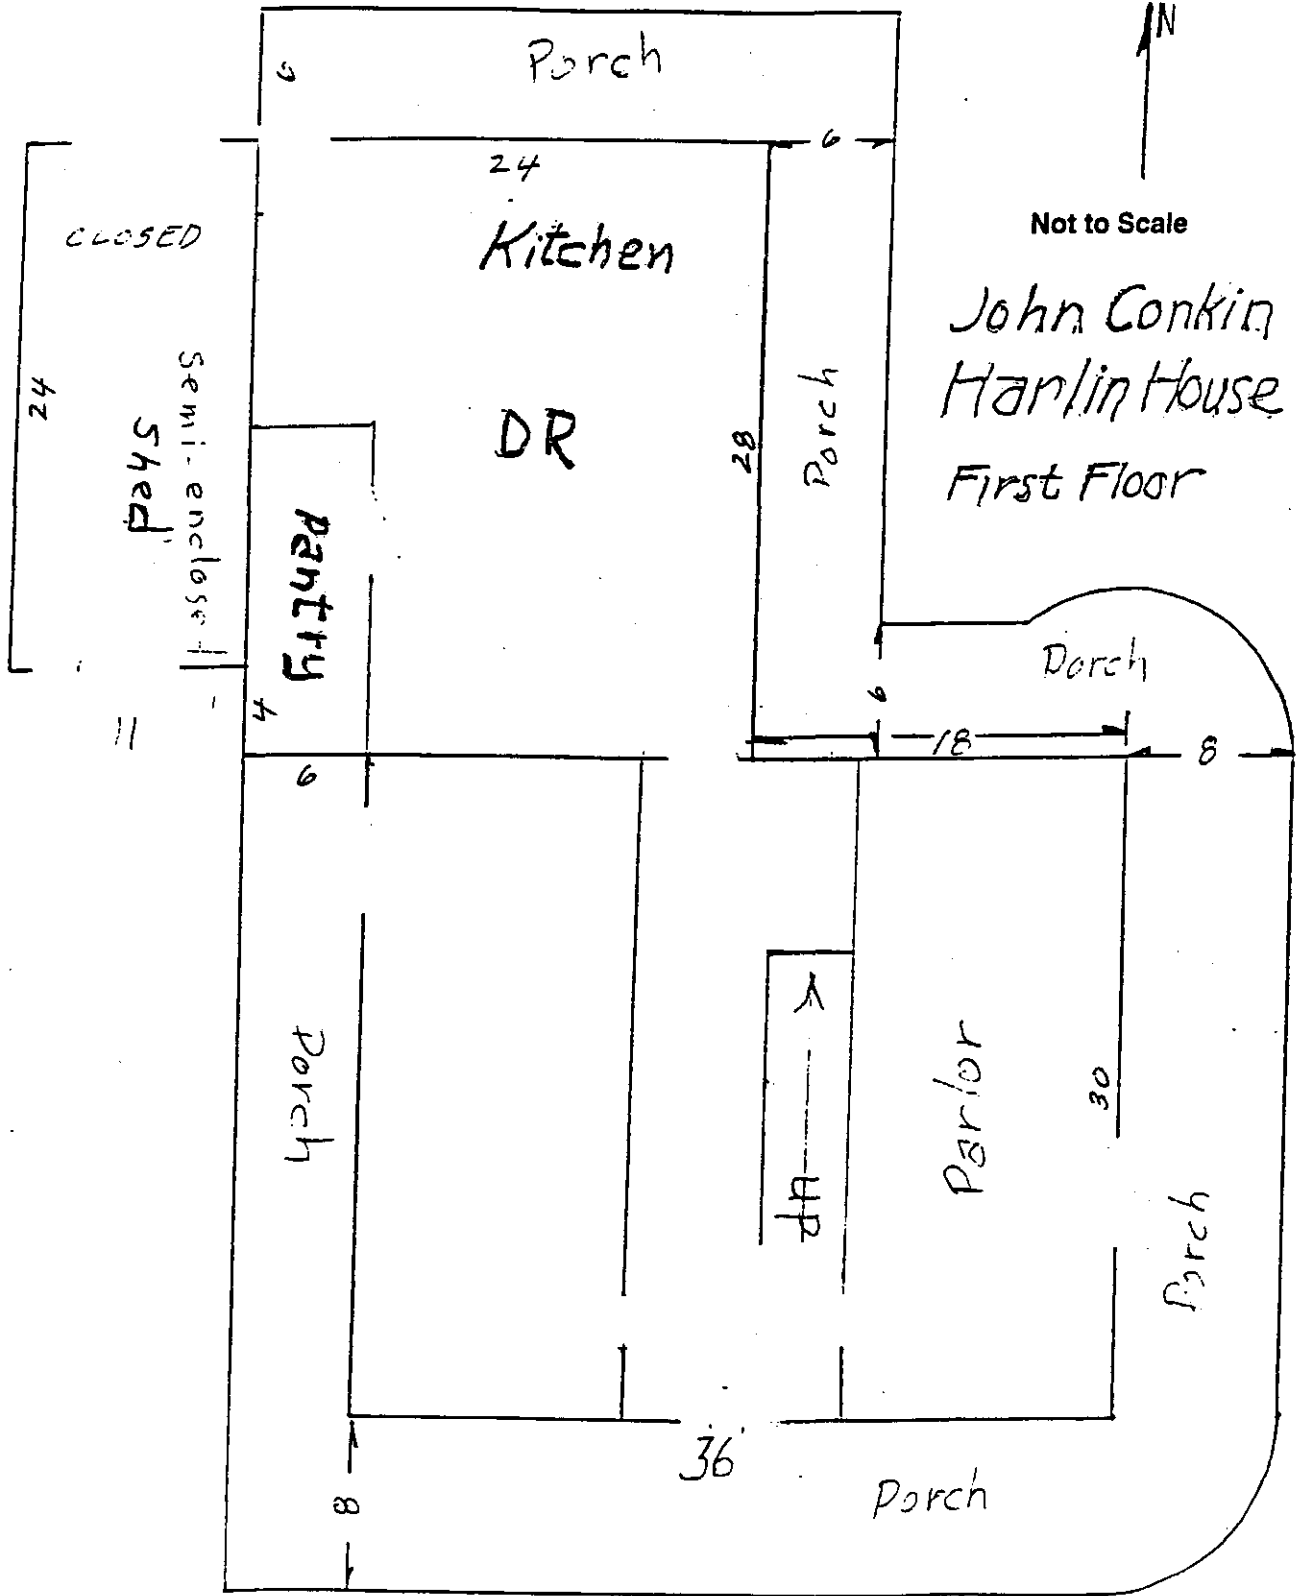 N
Porch
6
24
6
Not to Scale
CLOSED
Kitchen
John Conkin
Harlin House
First Floor
24
semi-enclosed
Shed
DR
28
Porch
Pantry
Porch
6
11
4
18
8
6
Porch
UP
Parlor
30
Porch
36'
8
Porch